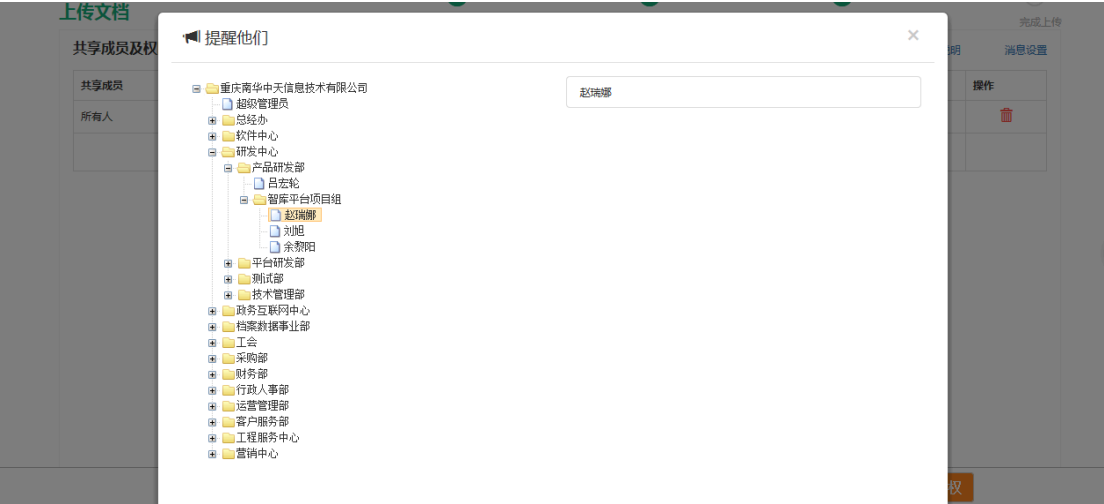 上传文档
完成上传
提醒他们
×
共享成员及权
明
消息设置
共享成员
操作
所有人
重庆南华中天信息技术有限公司
赵瑞娜
超级管理员
总经办
软件中心
研发中心
产品研发部
吕宏轮
智库平台项目组
赵瑞娜
刘旭
余黎阳
平台研发部
测试部
技术管理部
政务互联网中心
档案数据事业部
工会
采购部
财务部
行政人事部
运营管理部
客户服务部
工程服务中心
营销中心
权